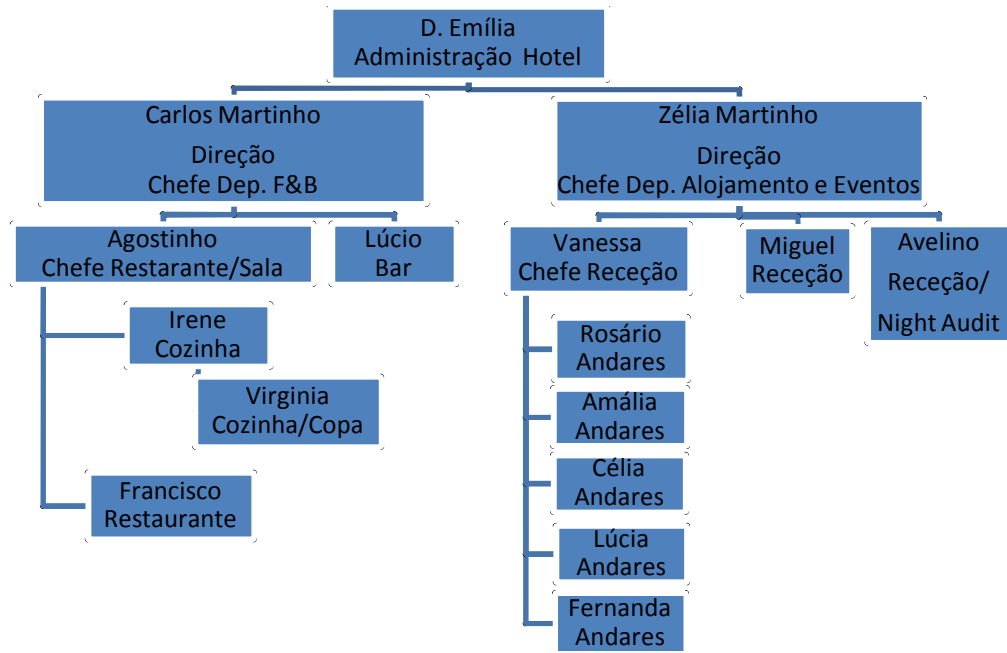 D. Emília
Administração Hotel
Carlos Martinho
Direção
Chefe Dep. F&B
Zélia Martinho
Direção
Chefe Dep. Alojamento e Eventos
Agostinho
Chefe Restarante/Sala
Lúcio
Bar
Vanessa
Chefe Receção
Miguel
Receção
Avelino
Receção/
Night Audit
Irene
Cozinha
Virginia
Cozinha/Copa
Francisco
Restaurante
Rosário
Andares
Amália
Andares
Célia
Andares
Lúcia
Andares
Fernanda
Andares